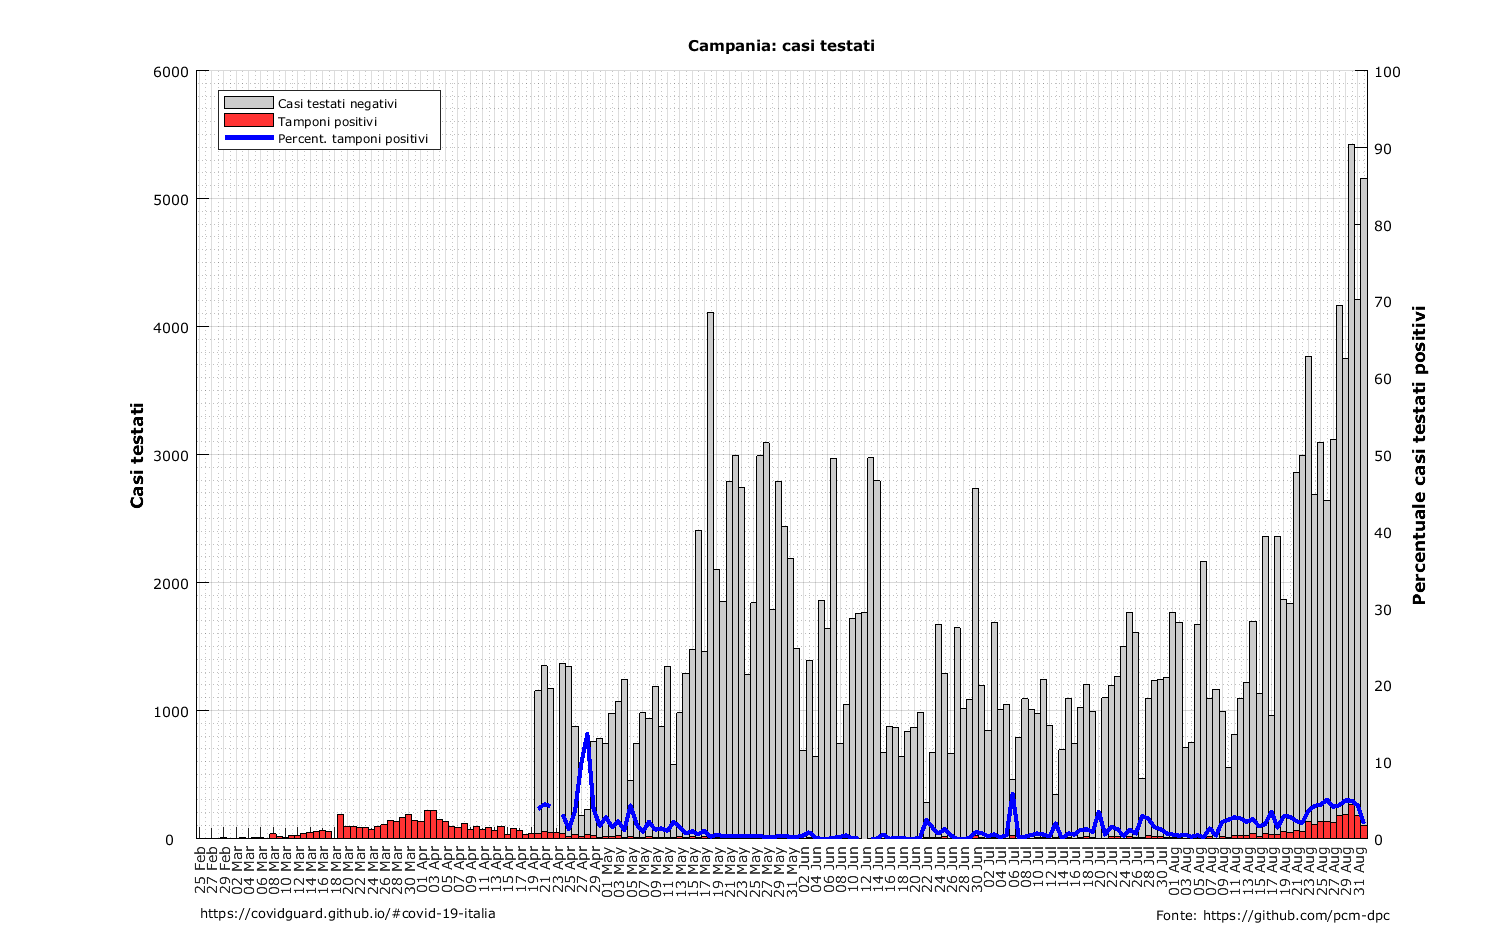 Campania: casi testati
6000
5000
4000
3000
2000
1000
0
Casi testati
Casi testati negativi
Tamponi positivi
Percent. tamponi positivi
100
90
80
70
60
50
40
30
20
10
0
Percentuale casi testati positivi
25 Feb
27 Feb
29 Feb
02 Mar
04 Mar
06 Mar
08 Mar
10 Mar
12 Mar
14 Mar
16 Mar
18 Mar
20 Mar
22 Mar
24 Mar
26 Mar
28 Mar
30 Mar
01 Apr
03 Apr
05 Apr
07 Apr
09 Apr
11 Apr
13 Apr
15 Apr
17 Apr
19 Apr
21 Apr
23 Apr
25 Apr
27 Apr
29 Apr
01 May
03 May
05 May
07 May
09 May
11 May
13 May
15 May
17 May
19 May
21 May
23 May
25 May
27 May
29 May
31 May
02 Jun
04 Jun
06 Jun
08 Jun
10 Jun
12 Jun
14 Jun
16 Jun
18 Jun
20 Jun
22 Jun
24 Jun
26 Jun
28 Jun
30 Jun
02 Jul
04 Jul
06 Jul
08 Jul
10 Jul
12 Jul
14 Jul
16 Jul
18 Jul
20 Jul
22 Jul
24 Jul
26 Jul
28 Jul
30 Jul
01 Aug
03 Aug
05 Aug
07 Aug
09 Aug
11 Aug
13 Aug
15 Aug
17 Aug
19 Aug
21 Aug
23 Aug
25 Aug
27 Aug
29 Aug
31 Aug
https://covidguard.github.io/#covid-19-italia
Fonte: https://github.com/pcm-dpc